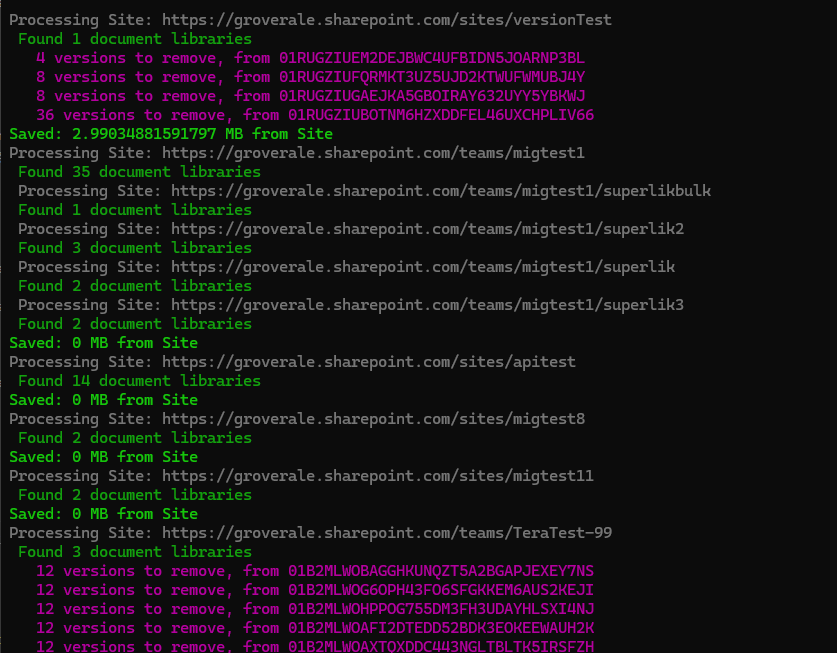 Processing Site: https://groverale.sharepoint.com/sites/versionTest
Found 1 document libraries
4 versions to remove, from 01RUGZIUEM2DEJBWC4UFBIDN5JOARNP3BL
8 versions to remove, from 01RUGZIUFQRMKT3UZ5UJD2KTWUFWMUBJ4Y
8 versions to remove, from 01RUGZIUGAEJKA5GBOIRAY632UYY5YBKWJ
36 versions to remove, from 01RUGZIUBOTNM6HZXDDFEL46UXCHPLIV66
Saved: 2.99034881591797 MB from Site
Processing Site: https://groverale.sharepoint.com/teams/migtest1
Found 35 document libraries
Processing Site: https://groverale.sharepoint.com/teams/migtest1/superlikbulk
Found 1 document libraries
Processing Site: https://groverale.sharepoint.com/teams/migtest1/superlik2
Found 3 document libraries
Processing Site: https://groverale.sharepoint.com/teams/migtest1/superlik
Found 2 document libraries
Processing Site: https://groverale.sharepoint.com/teams/migtest1/superlik3
Found 2 document libraries
Saved: 0 MB from Site
Processing Site: https://groverale.sharepoint.com/sites/apitest
Found 14 document libraries
Saved: 0 MB from Site
Processing Site: https://groverale.sharepoint.com/sites/migtest8
Found 2 document libraries
Saved: 0 MB from Site
Processing Site: https://groverale.sharepoint.com/sites/migtest11
Found 2 document libraries
Saved: 0 MB from Site
Processing Site: https://groverale.sharepoint.com/teams/TeraTest-99
Found 3 document libraries
12 versions to remove, from 01B2MLWOBAGGHKUNQZT5A2BGAPJEXEY7NS
12 versions to remove, from 01B2MLWOG6OPH43FO6SFGKKEM6AUS2KEJI
12 versions to remove, from 01B2MLWOHPPOG755DM3FH3UDAYHLSXI4NJ
12 versions to remove, from 01B2MLWOAFI2DTEDD52BDK3EOKEEWAUH2K
12 versions to remove, from 01B2MLWOAXTOXDDC443NGLTBLTK5IRSFZH